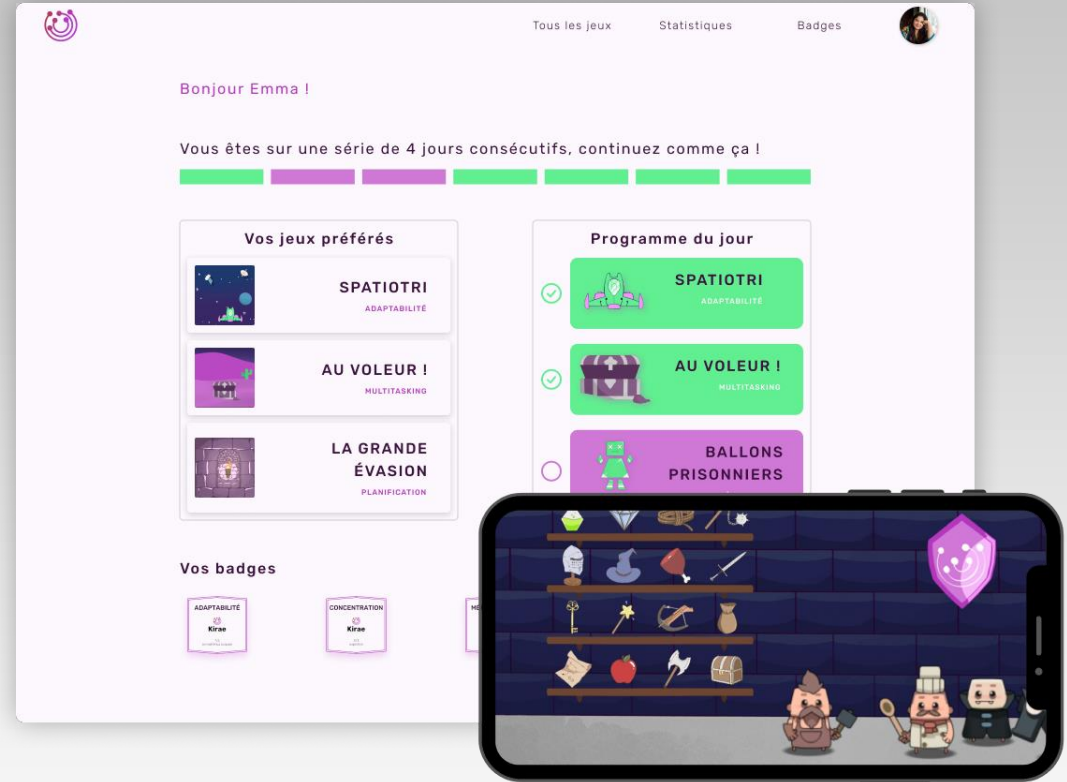 Tous les jeux
Statistiques
Badges
Bonjour Emma !
Vous êtes sur une série de 4 jours consécutifs, continuez comme ça !
Vos jeux préférés
SPATIOTRI
ADAPTABILITÉ
AU VOLEUR !
MULTITASKING
LA GRANDE
ÉVASION
PLANIFICATION
Programme du jour
SPATIOTRI
ADAPTABILITÉ
AU VOLEUR !
MULTITASKING
BALLONS
PRISONNIERS
Vos badges
ADAPTABILITÉ
Kirae
CONCENTRATION
Kirae